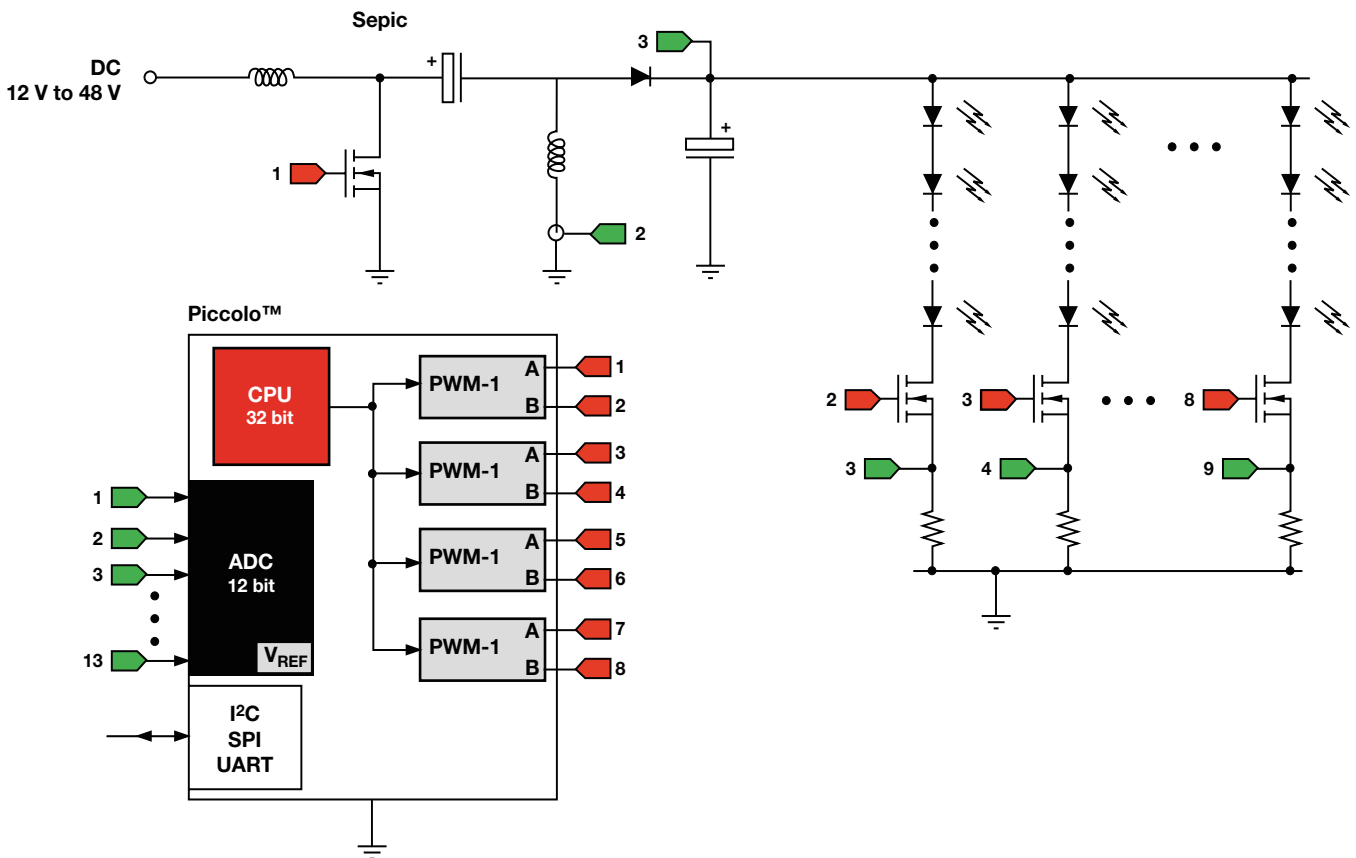 Sepic
DC
12 V to 48 V
+
3
+
1
2
Piccolo™
CPU
32 bit
PWM-1
A
1
B
2
PWM-1
A
3
B
4
PWM-1
A
5
B
6
PWM-1
A
7
B
8
1
2
3
13
ADC
12 bit
VREF
I²C
SPI
UART
2
3
8
3
4
9